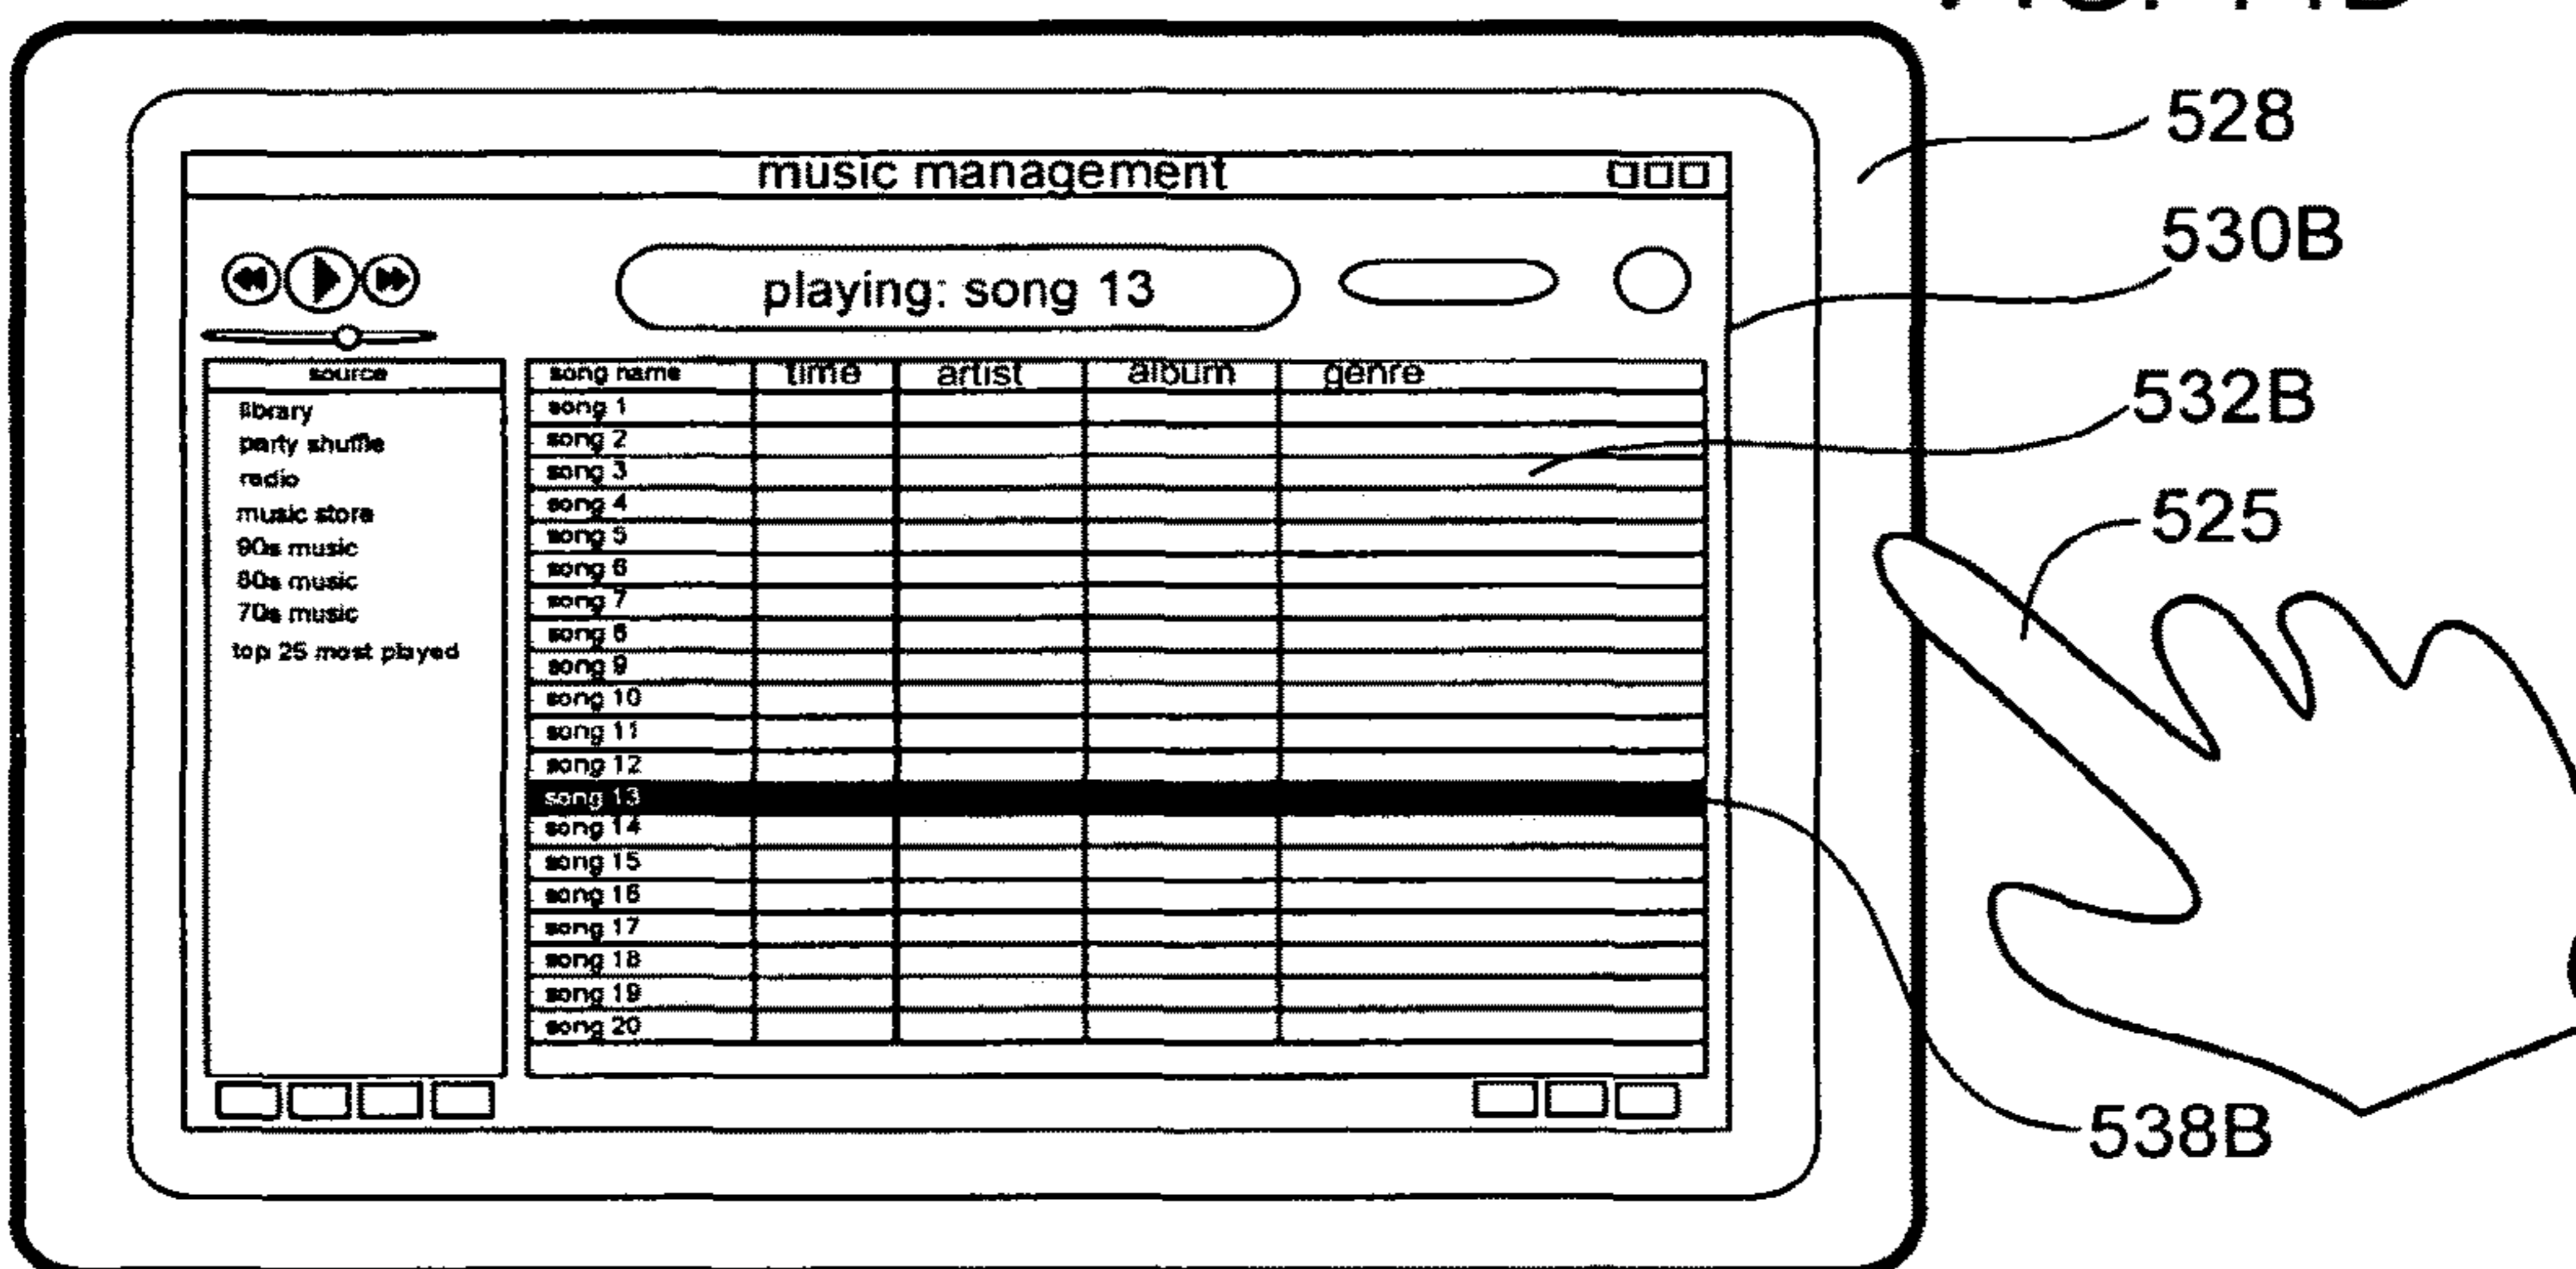 528
music management
530B
playing: song 13
source
song name time artist album genre
532B
library
party shuffle
radio
music store
90s music
80s music
70s music
top 25 most played
song 1
song 2
song 3
song 4
song 5
song 6
song 7
song 8
song 9
song 10
song 11
song 12
song 13
song 14
song 15
song 16
song 17
song 18
song 19
song 20
525
538B